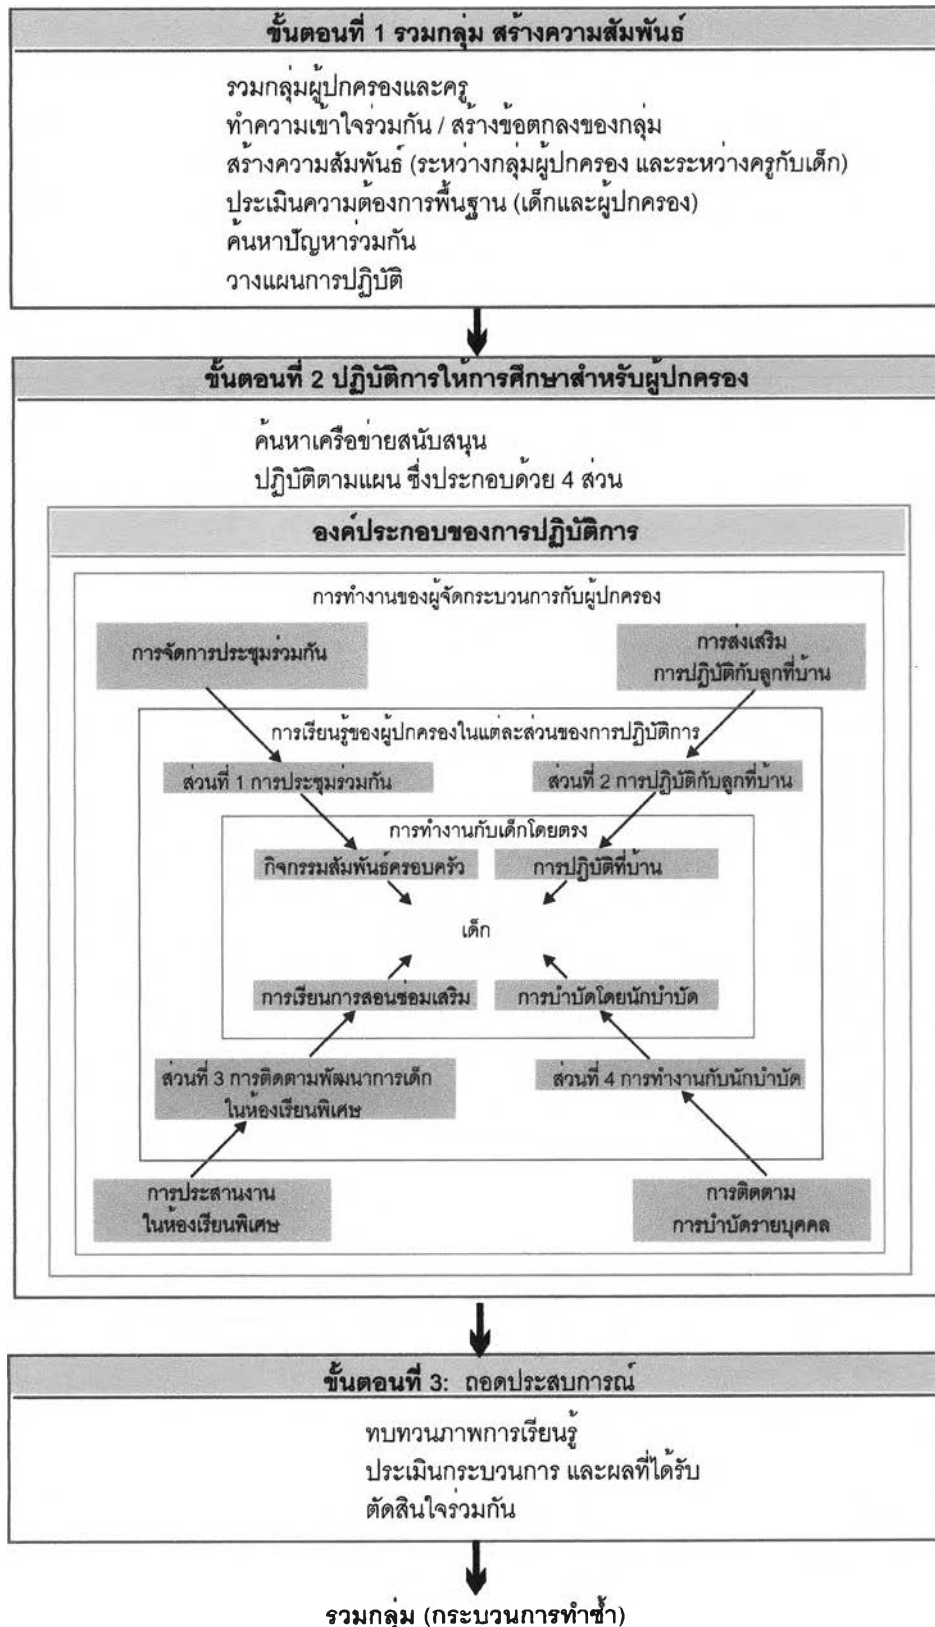 ขั้นตอนที่ 1 รวมกลุ่ม สร้างความสัมพันธ์
รวมกลุ่มผู้ปกครองและครู
ทำความเข้าใจร่วมกัน / สร้างข้อตกลงของกลุ่ม
สร้างความสัมพันธ์ (ระหว่างกลุ่มผู้ปกครอง และระหว่างครูกับเด็ก)
ประเมินความต้องการพื้นฐาน (เด็กและผู้ปกครอง)
ค้นหาปัญหาร่วมกัน
วางแผนการปฏิบัติ
ขั้นตอนที่ 2 ปฏิบัติการให้การศึกษาสำหรับผู้ปกครอง
ค้นหาเครือข่ายสนับสนุน
ปฏิบัติตามแผน ซึ่งประกอบด้วย 4 ส่วน
องค์ประกอบของการปฏิบัติการ
การทำงานของผู้จัดกระบวนการกับผู้ปกครอง
การจัดการประชุมร่วมกัน
การส่งเสริม
การปฏิบัติกับลูกที่บ้าน
การเรียนรู้ของผู้ปกครองในแต่ละส่วนของการปฏิบัติการ
ส่วนที่ 1 การประชุมร่วมกัน
ส่วนที่ 2 การปฏิบัติกับลูกที่บ้าน
การทำงานกับเด็กโดยตรง
กิจกรรมสัมพันธ์ครอบครัว
การปฏิบัติที่บ้าน
เด็ก
การเรียนการสอนซ่อมเสริม
การบำบัดโดยนักบำบัด
ส่วนที่ 3 การติดตามพัฒนาการเด็ก
ในห้องเรียนพิเศษ
ส่วนที่ 4 การทำงานกับนักบำบัด
การประสานงาน
ในห้องเรียนพิเศษ
การติดตาม
การบำบัดรายบุคคล
ขั้นตอนที่ 3: ถอดประสบการณ์
ทบทวนภาพการเรียนรู้
ประเมินกระบวนการ และผลที่ได้รับ
ตัดสินใจร่วมกัน
รวมกลุ่ม (กระบวนการทำซ้ำ)